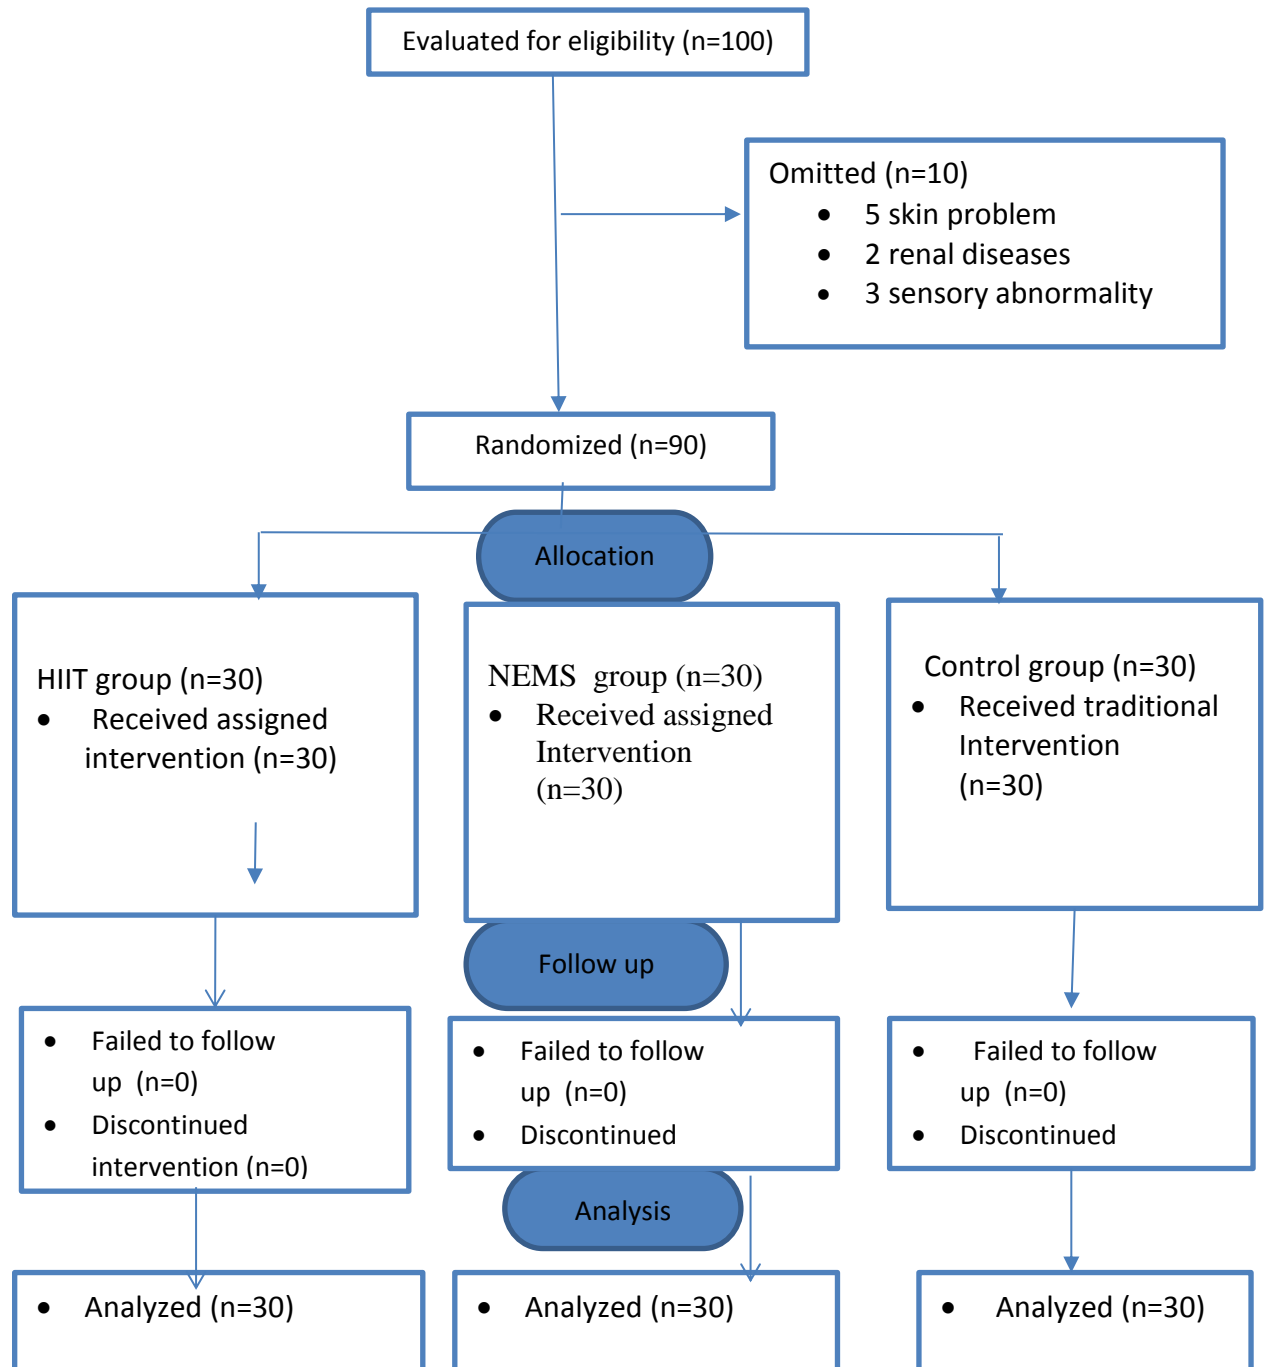 Evaluated for eligibility (n=100)
Omitted (n=10)
• 5 skin problem
• 2 renal diseases
• 3 sensory abnormality
Randomized (n=90)
Allocation
HIIT group (n=30)
• Received assigned
intervention (n=30)
NEMS group (n=30)
• Received assigned
Intervention
(n=30)
Control group (n=30)
• Received traditional
Intervention
(n=30)
Follow up
• Failed to follow
up (n=0)
• Discontinued
intervention (n=0)
• Failed to follow
up (n=0)
• Discontinued
• Failed to follow
up (n=0)
• Discontinued
Analysis
• Analyzed (n=30)
• Analyzed (n=30)
• Analyzed (n=30)